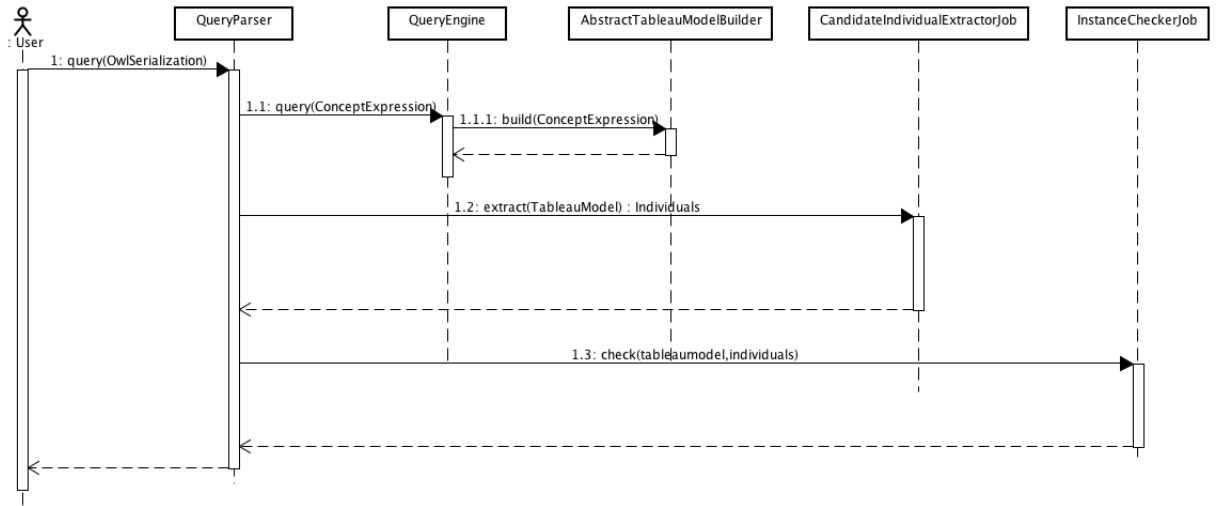 QueryParser
QueryEngine
AbstractTableauModelBuilder
CandidateIndividualExtractorJob
InstanceCheckerJob
: User
1: query(OwlSerialization)
1.1: query(ConceptExpression)
1.1.1: build(ConceptExpression)
1.2: extract(TableauModel) : Individuals
1.3: check(tableaumodel,individuals)